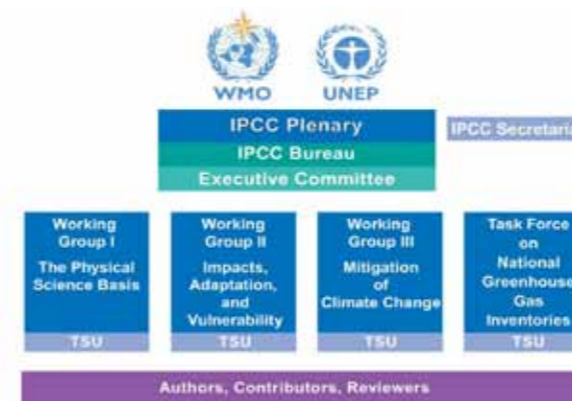 WMO
UNEP
IPCC Plenary
IPCC Secretaria
IPCC Bureau
Executive Committee
Working
Group I
The Physical
Science Basis
TSU
Working
Group II
Impacts,
Adaptation,
and
Vulnerability
TSU
Working
Group III
Mitigation
of
Climate Change
TSU
Task Force
on
National
Greenhouse
Gas
Inventories
TSU
Authors, Contributors, Reviewers